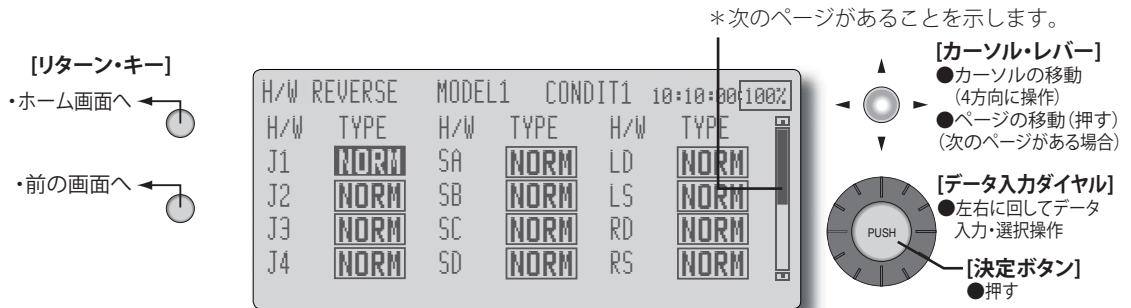 ＊次のページがあることを示します。
[リターン・キー]
・ホーム画面へ
・前の画面へ
H/W REVERSE MODEL1 CONDIT1 10:10:00 100%
H/W TYPE H/W TYPE H/W TYPE
J1 NORM SA NORM LD NORM
J2 NORM SB NORM LS NORM
J3 NORM SC NORM RD NORM
J4 NORM SD NORM RS NORM
[カーソル・レバー]
●カーソルの移動
(4方向に操作)
●ページの移動(押す)
(次のページがある場合)
[データ入力ダイヤル]
●左右に回してデータ
入力・選択操作
PUSH
[決定ボタン]
●押す